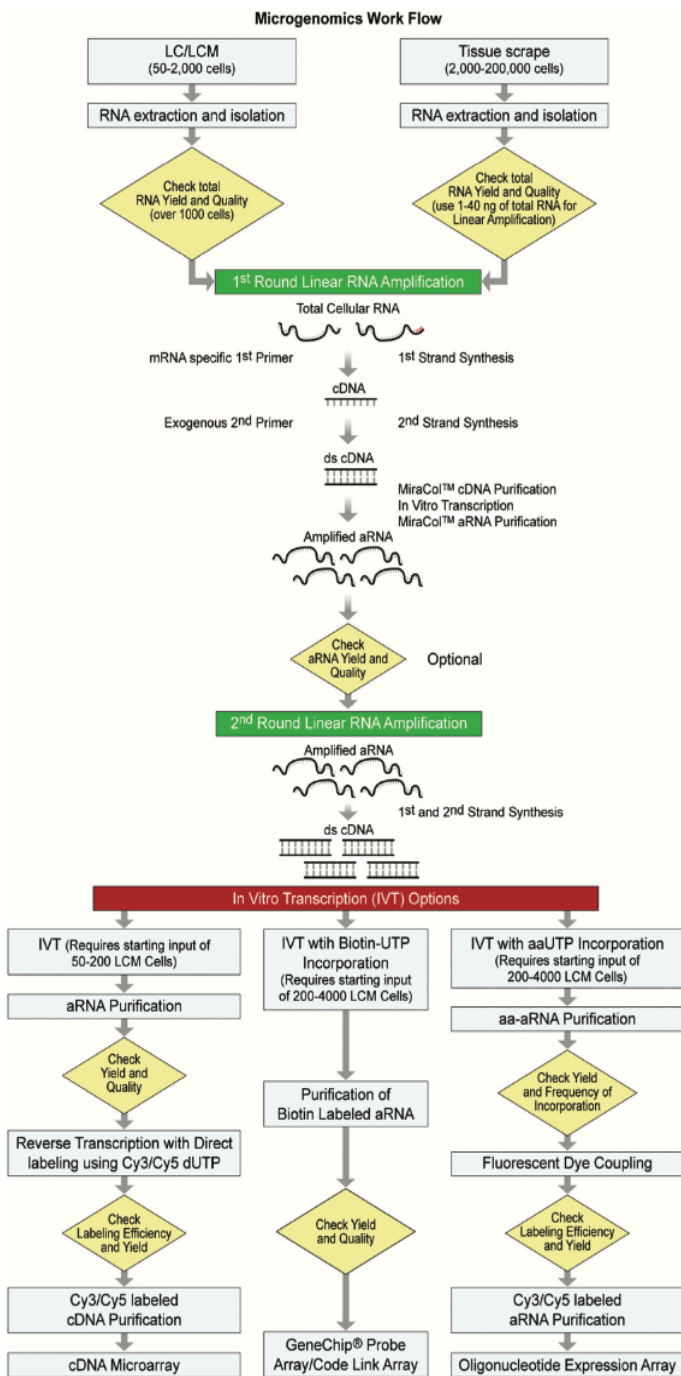 Microgenomics Work Flow
LC/LCM
(50-2,000 cells)
Tissue scrape
(2,000-200,000 cells)
RNA extraction and isolation
RNA extraction and isolation
Check total
RNA Yield and Quality
(over 1000 cells)
Check total
RNA Yield and Quality
(use 1-40 ng of total RNA for
Linear Amplification)
1st Round Linear RNA Amplification
Total Cellular RNA
mRNA specific 1st Primer
1st Strand Synthesis
cDNA
Exogenous 2nd Primer
2nd Strand Synthesis
ds cDNA
MiraCol™ cDNA Purification
In Vitro Transcription
MiraCol™ aRNA Purification
Amplified aRNA
Check
aRNA Yield and
Quality
Optional
2nd Round Linear RNA Amplification
Amplified aRNA
1st and 2nd Strand Synthesis
ds cDNA
In Vitro Transcription (IVT) Options
IVT (Requires starting input of
50-200 LCM Cells)
aRNA Purification
Check
Yield and
Quality
Reverse Transcription with Direct
labeling using Cy3/Cy5 dUTP
Check
Labeling Efficiency
and Yield
Cy3/Cy5 labeled
cDNA Purification
cDNA Microarray
IVT wtih Biotin-UTP
Incorporation
(Requires starting input
of 200-4000 LCM Cells)
Purification of
Biotin Labeled aRNA
Check Yield
and Quality
GeneChip® Probe
Array/Code Link Array
IVT with aaUTP Incorporation
(Requires starting input of
200-4000 LCM Cells)
aa-aRNA Purification
Check Yield
and Frequency of
Incorporation
Fluorescent Dye Coupling
Check
Labeling Efficiency
and Yield
Cy3/Cy5 labeled
aRNA Purification
Oligonucleotide Expression Array